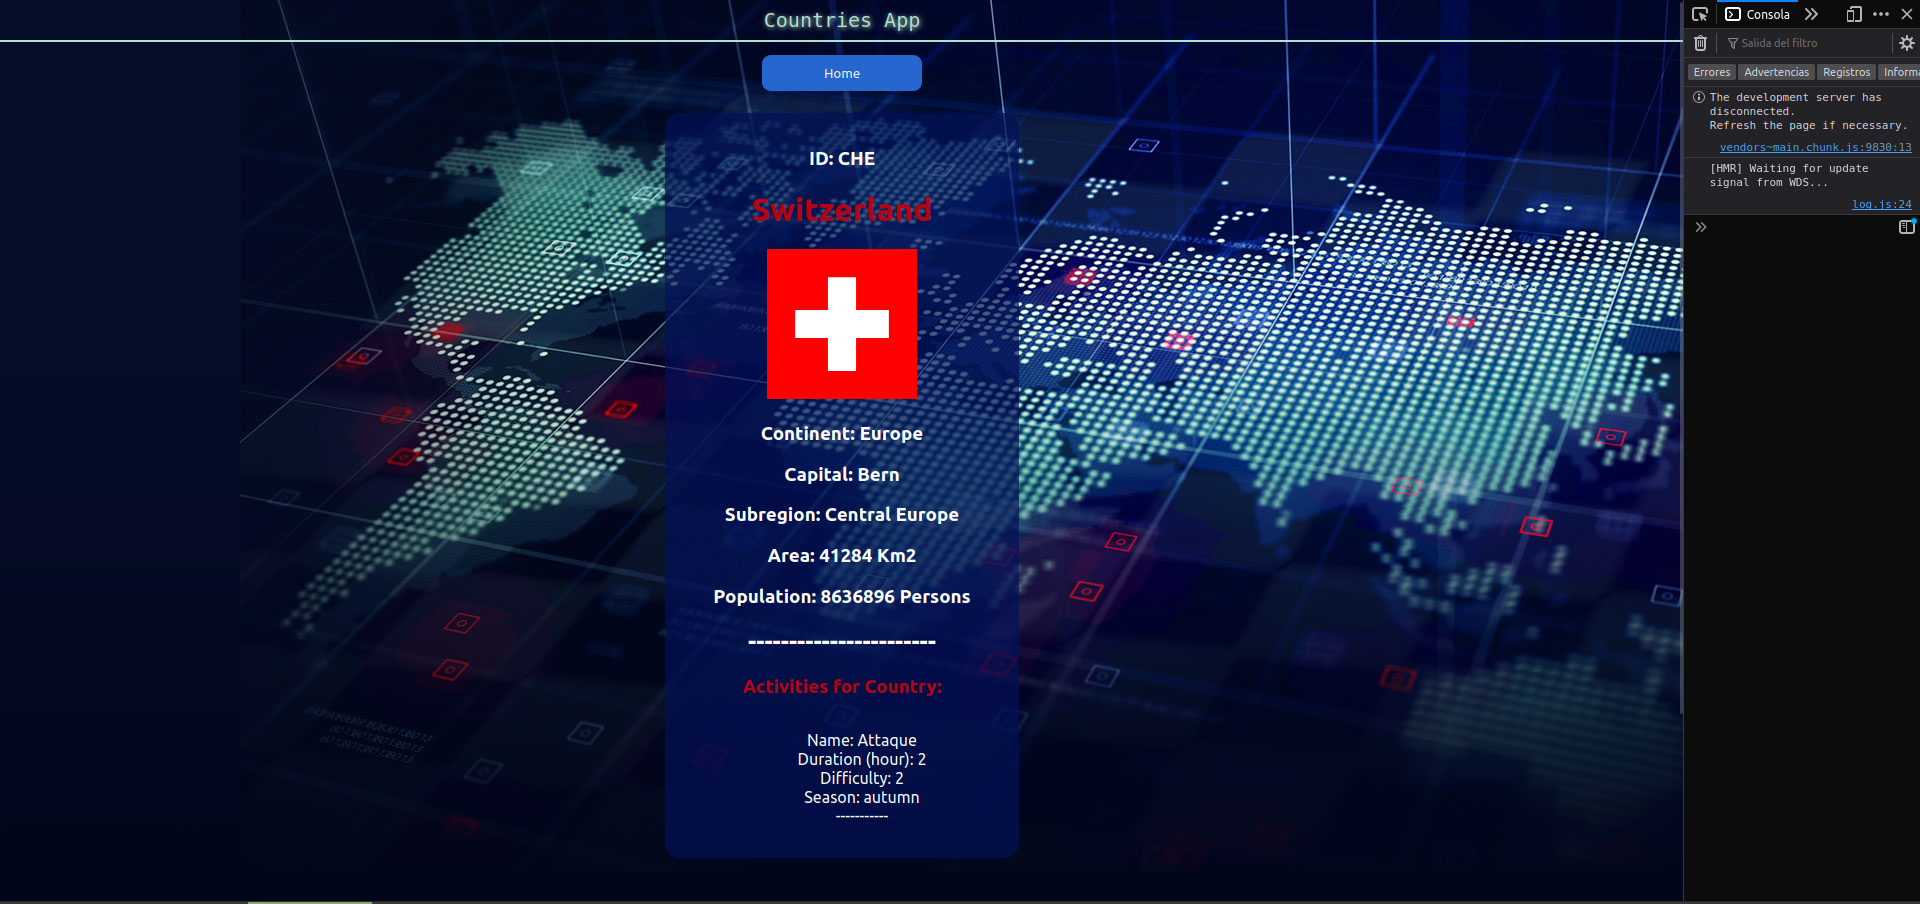 Countries App
Home
ID: CHE
Switzerland
Continent: Europe
Capital: Bern
Subregion: Central Europe
Area: 41284 Km2
Population: 8636896 Persons
-----------------------
Activities for Country:
Name: Attaque
Duration (hour): 2
Difficulty: 2
Season: autumn
-----------
Consola
Salida del filtro
Errores
Advertencias
Registros
Informa
The development server has
disconnected.
Refresh the page if necessary.
vendors~main.chunk.js:9830:13
[HMR] Waiting for update
signal from WDS...
log.js:24